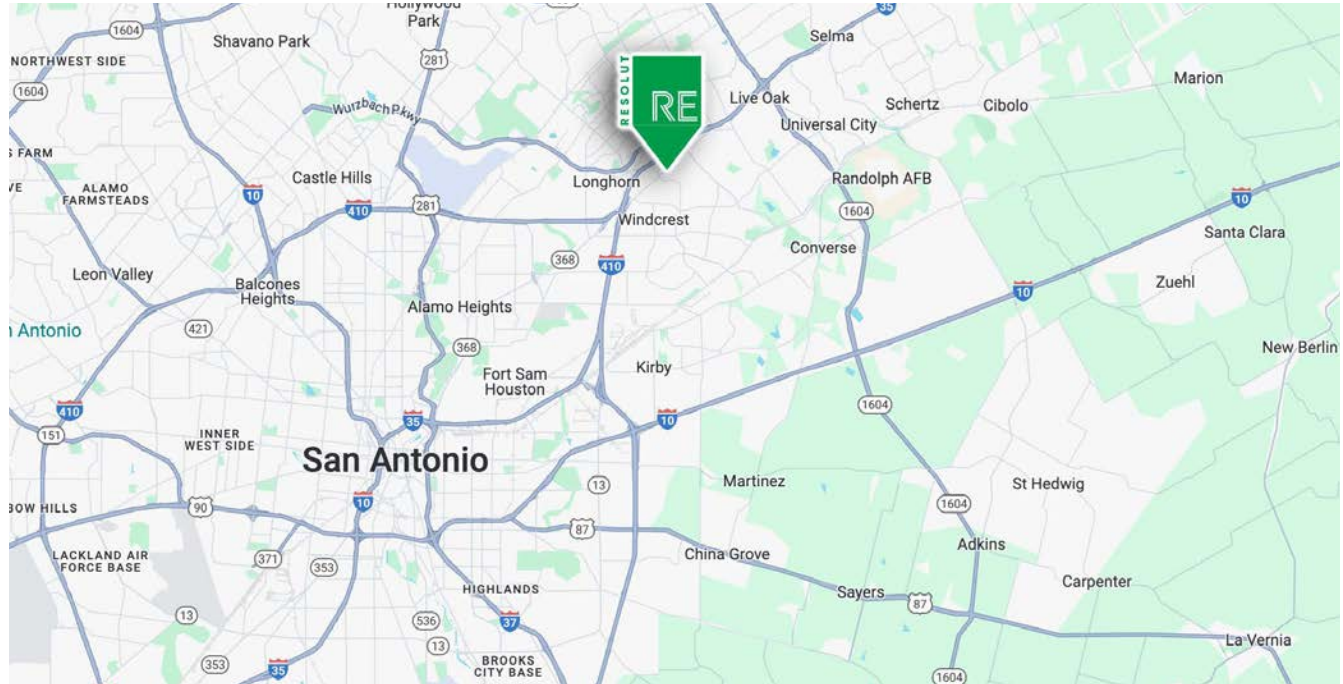 Hollywood
Park
1604
35
Shavano Park
Selma
NORTHWEST SIDE
281
Marion
1604
Wurzbach Pkwy
RESOLUT
RE
Live Oak
Schertz
Cibolo
Universal City
S FARM
VE
ALAMO
FARMSTEADS
10
Castle Hills
410
281
Longhorn
Randolph AFB
10
1604
Windcrest
Santa Clara
Converse
368
410
Leon Valley
Balcones
Heights
Zuehl
10
Alamo Heights
n Antonio
421
368
New Berlin
Fort Sam
Houston
Kirby
410
151
35
10
1604
INNER
WEST SIDE
San Antonio
13
Martinez
St Hedwig
BOW HILLS
90
10
1604
87
LACKLAND AIR
FORCE BASE
371
353
China Grove
Adkins
Carpenter
HIGHLANDS
Sayers
87
13
536
37
La Vernia
13
353
35
BROOKS
CITY BASE
1604